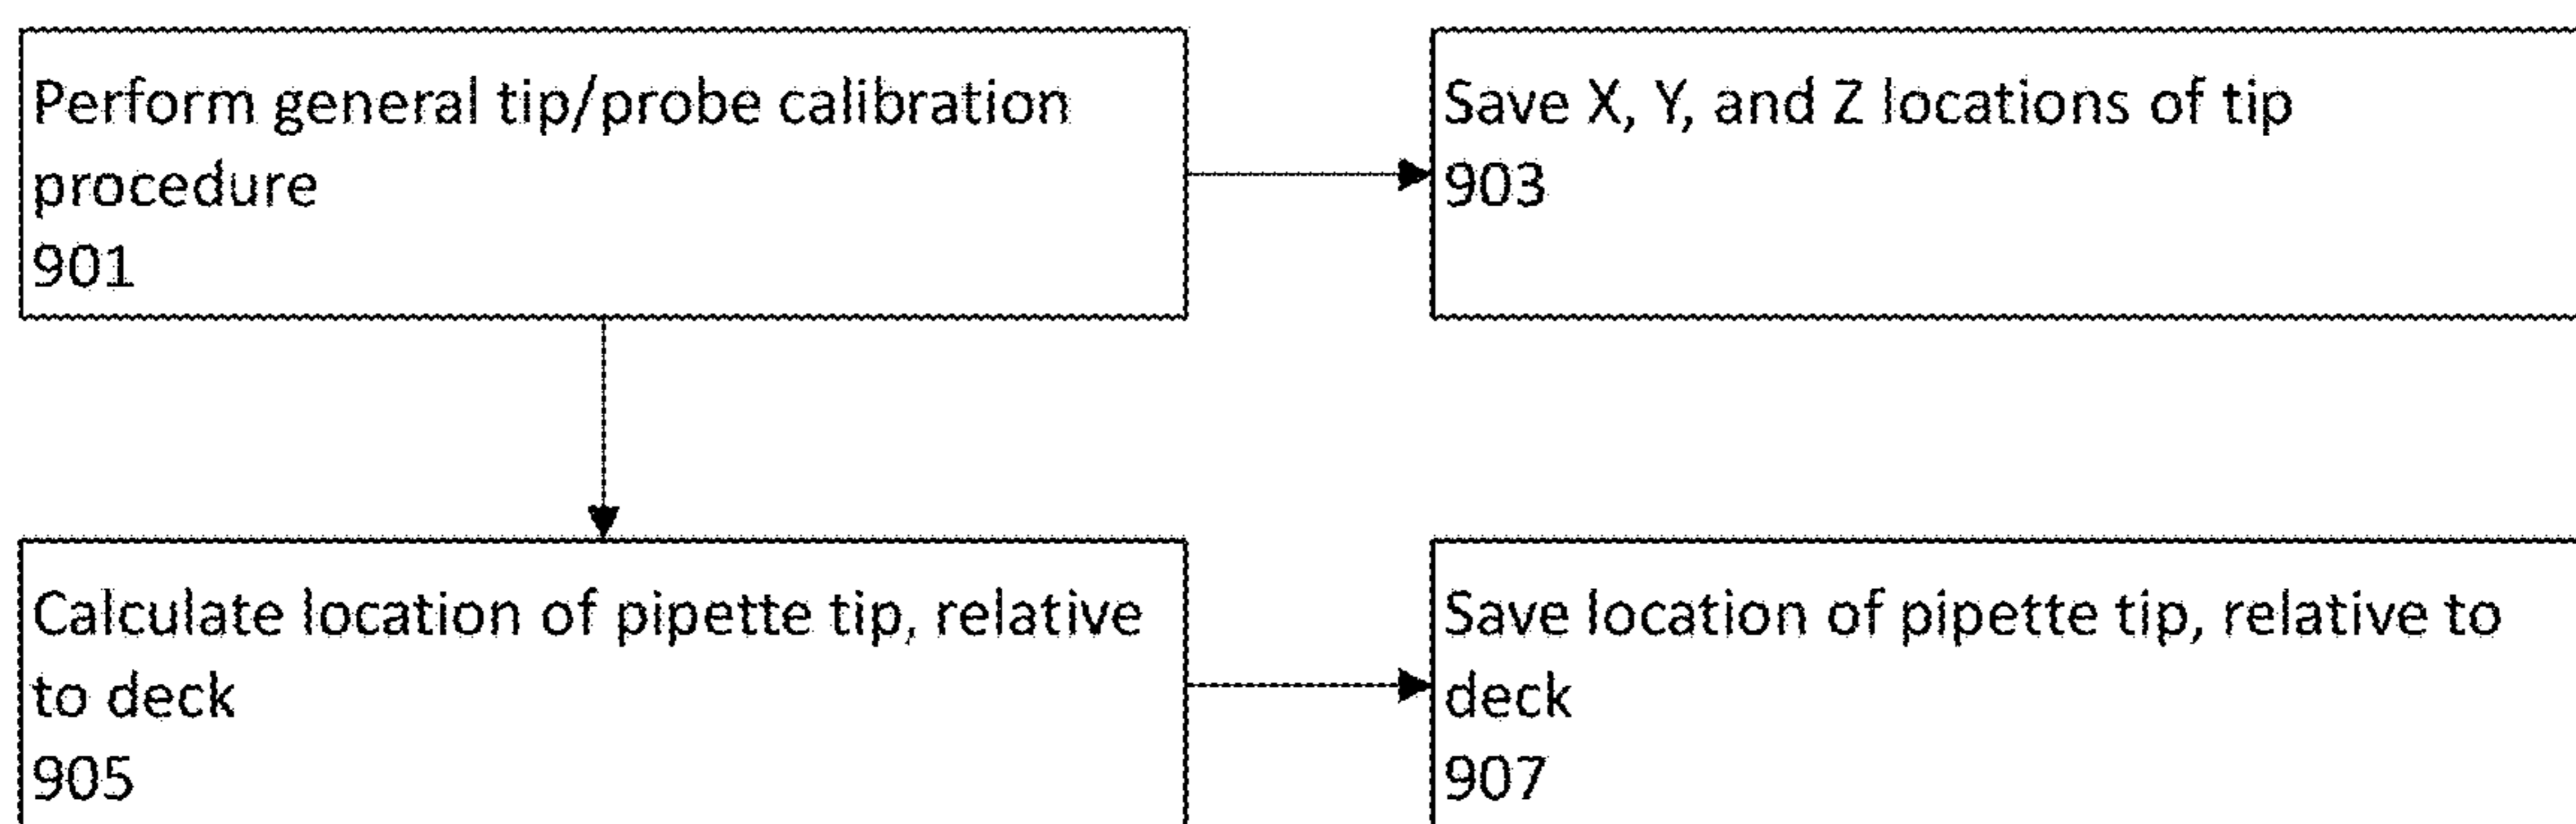 Perform general tip/probe calibration
procedure
901
Save X, Y, and Z locations of tip
903
Calculate location of pipette tip, relative
to deck
905
Save location of pipette tip, relative to
deck
907